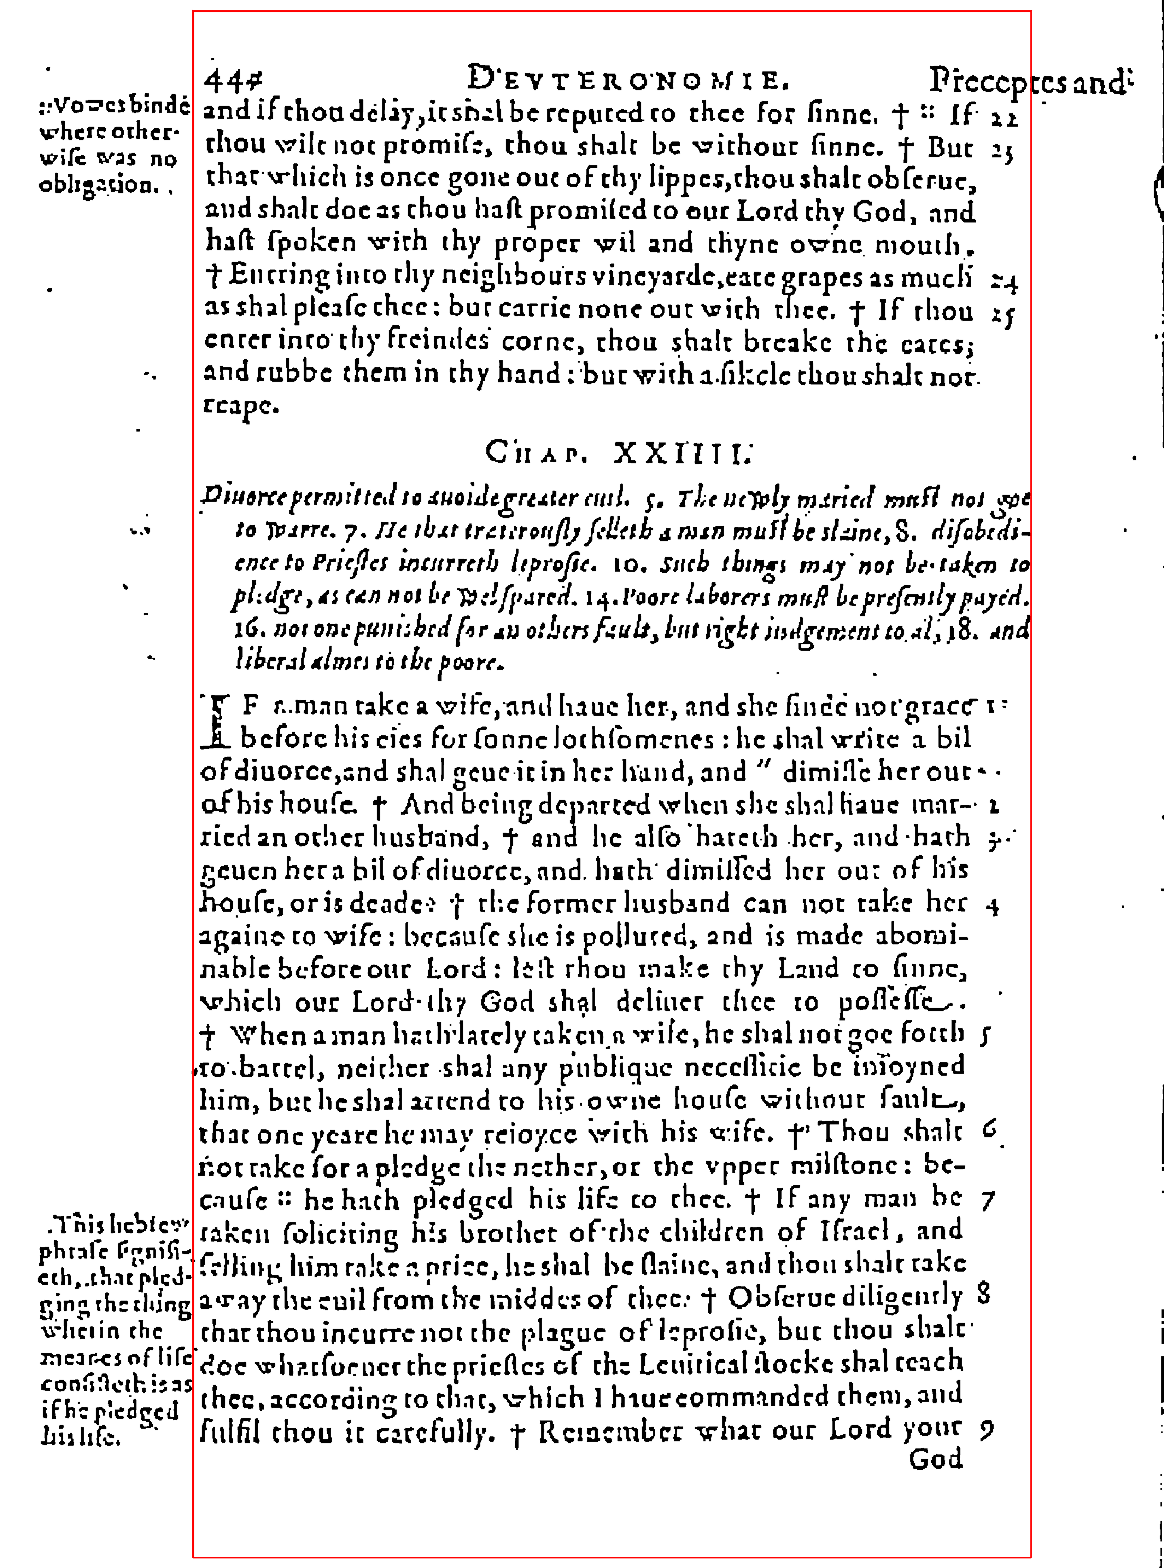 44 DEVTERONOMIE. Preceptes and
::Vowes binde
where other-
wiſe was no
obligation.
and if thou delay, it shal be reputed to thee for ſinne. † :: If 22
thou wilt not promiſe, thou shalt be without ſinne. † But 23
that which is once gone out of thy lippes, thou shalt obſerue,
and shalt doe as thou haſt promiſed to our Lord thy God, and
haſt ſpoken with thy proper wil and thyne owne mouth.
† Entring into thy neighbours vineyarde, eate grapes as much 24
as shal pleaſe thee: but carrie none out with thee. † If thou 25
enter into thy freindes corne, thou shalt breake the eares,
and rubbe them in thy hand: but with a ſikele thou shalt not
reape.
CHAP. XXIIII.
Diuorce permitted to auoide greater euil. 5. The newly maried muſt not goe
to warre. 7. He that traterouſly ſelleth a man muſt be slaine, 8. diſobedi-
ence to Prieſtes incurreth leproſie. 10. Such things may not be taken to
pledge, as can not be wel ſpared. 14. Poore laborers muſt be preſently payed.
16. not one punished for an others fault, but right iudgement to al, 18. and
liberal almes to the poore.
IF a man take a wife, and haue her, and she finde not grace 1
before his eies for ſonne lothſomenes: he shal write a bil
of diuorce, and shal geue it in her hand, and " dimiſſe her out
of his houſe. † And being departed when she shal haue mar- 2
ried an other husband, † and he alſo hateth her, and hath 3
geuen her a bil of diuorce, and hath dimiſſed her out of his
houſe, or is deade: † the former husband can not take her 4
againe to wife: becauſe she is polluted, and is made abomi-
nable before our Lord: leſt thou make thy Land to ſinne,
which our Lord thy God shal deliuer thee to poſſeſſe.
† When a man hath lately taken a wife, he shal not goe forth 5
to battel, neither shal any publique neceſſitie be inioyned
him, but he shal attend to his owne houſe without fault,
that one yeare he may reioyce with his wife. † Thou shalt 6
not take for a pledge the nether, or the vpper milſtone: be-
cauſe :: he hath pledged his life to thee. † If any man be 7
taken ſoliciting his brother of the children of Iſrael, and
ſelling him take a price, he shal be ſlaine, and thou shalt take
away the euil from the middes of thee. † Obſerue diligently 8
that thou incurre not the plague of leproſie, but thou shalt
doe whatſoeuer the prieſtes of the Leuitical ſtocke shal teach
thee, according to that, which I haue commanded them, and
fulfil thou it carefully. † Remember what our Lord your 9
God
This hebrew
phraſe ſigniſi-
eth, that pled-
ging the thing
wherin the
meanes of life
conſiſteth is as
if he pledged
his life.